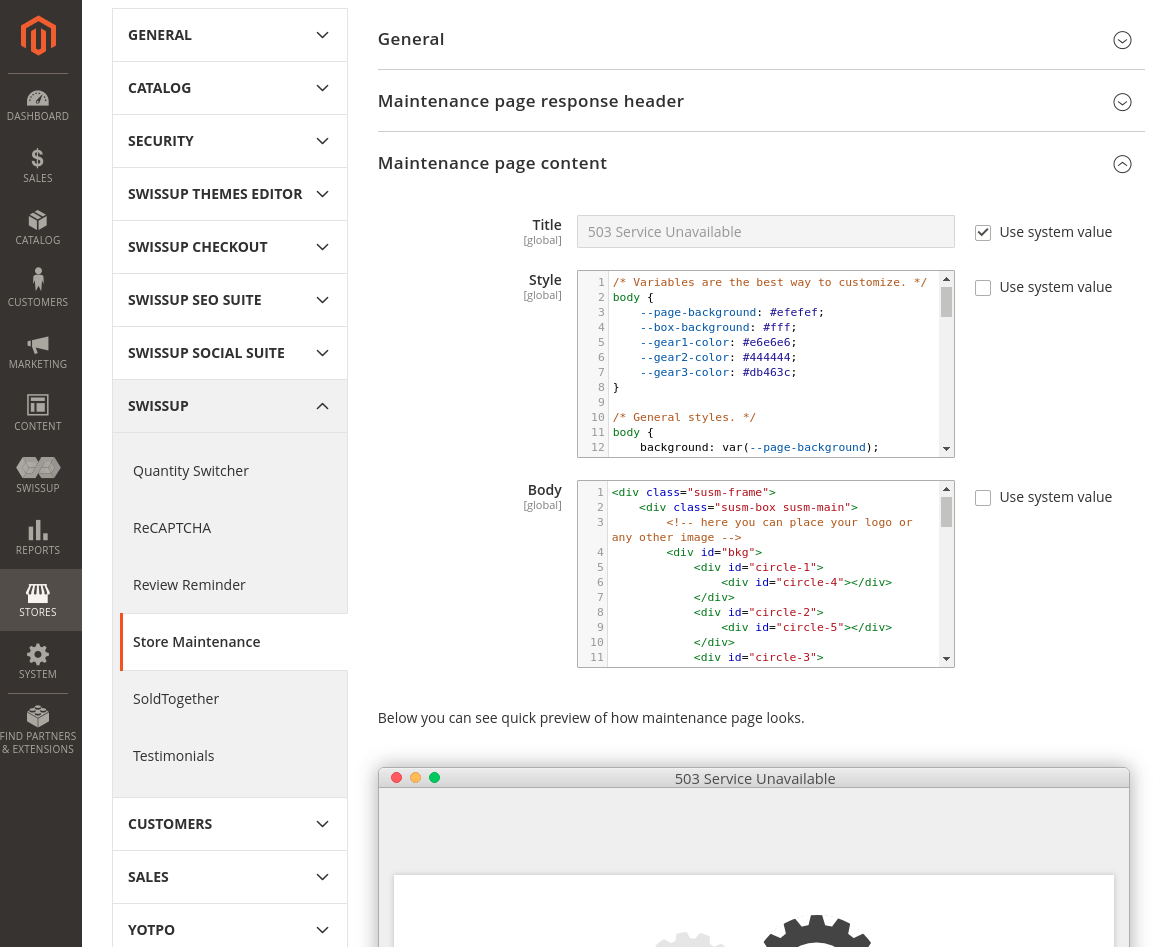 DASHBOARD
SALES
CATALOG
CUSTOMERS
MARKETING
CONTENT
SWISSUP
REPORTS
STORES
SYSTEM
FIND PARTNERS
& EXTENSIONS
GENERAL
CATALOG
SECURITY
SWISSUP THEMES EDITOR
SWISSUP CHECKOUT
SWISSUP SEO SUITE
SWISSUP SOCIAL SUITE
SWISSUP
Quantity Switcher
ReCAPTCHA
Review Reminder
Store Maintenance
SoldTogether
Testimonials
CUSTOMERS
SALES
YOTPO
General
Maintenance page response header
Maintenance page content
Title
[global]
503 Service Unavailable
Use system value
Style
[global]
1 /* Variables are the best way to customize. */
2 body {
3     --page-background: #efefef;
4     --box-background: #fff;
5     --gear1-color: #e6e6e6;
6     --gear2-color: #444444;
7     --gear3-color: #db463c;
8 }
9
10 /* General styles. */
11 body {
12     background: var(--page-background);
Use system value
Body
[global]
1 <div class="susm-frame">
2     <div class="susm-box susm-main">
3         <!-- here you can place your logo or
any other image -->
4         <div id="bkg">
5             <div id="circle-1">
6                 <div id="circle-4"></div>
7             </div>
8             <div id="circle-2">
9                 <div id="circle-5"></div>
10             </div>
11             <div id="circle-3">
Use system value
Below you can see quick preview of how maintenance page looks.
503 Service Unavailable